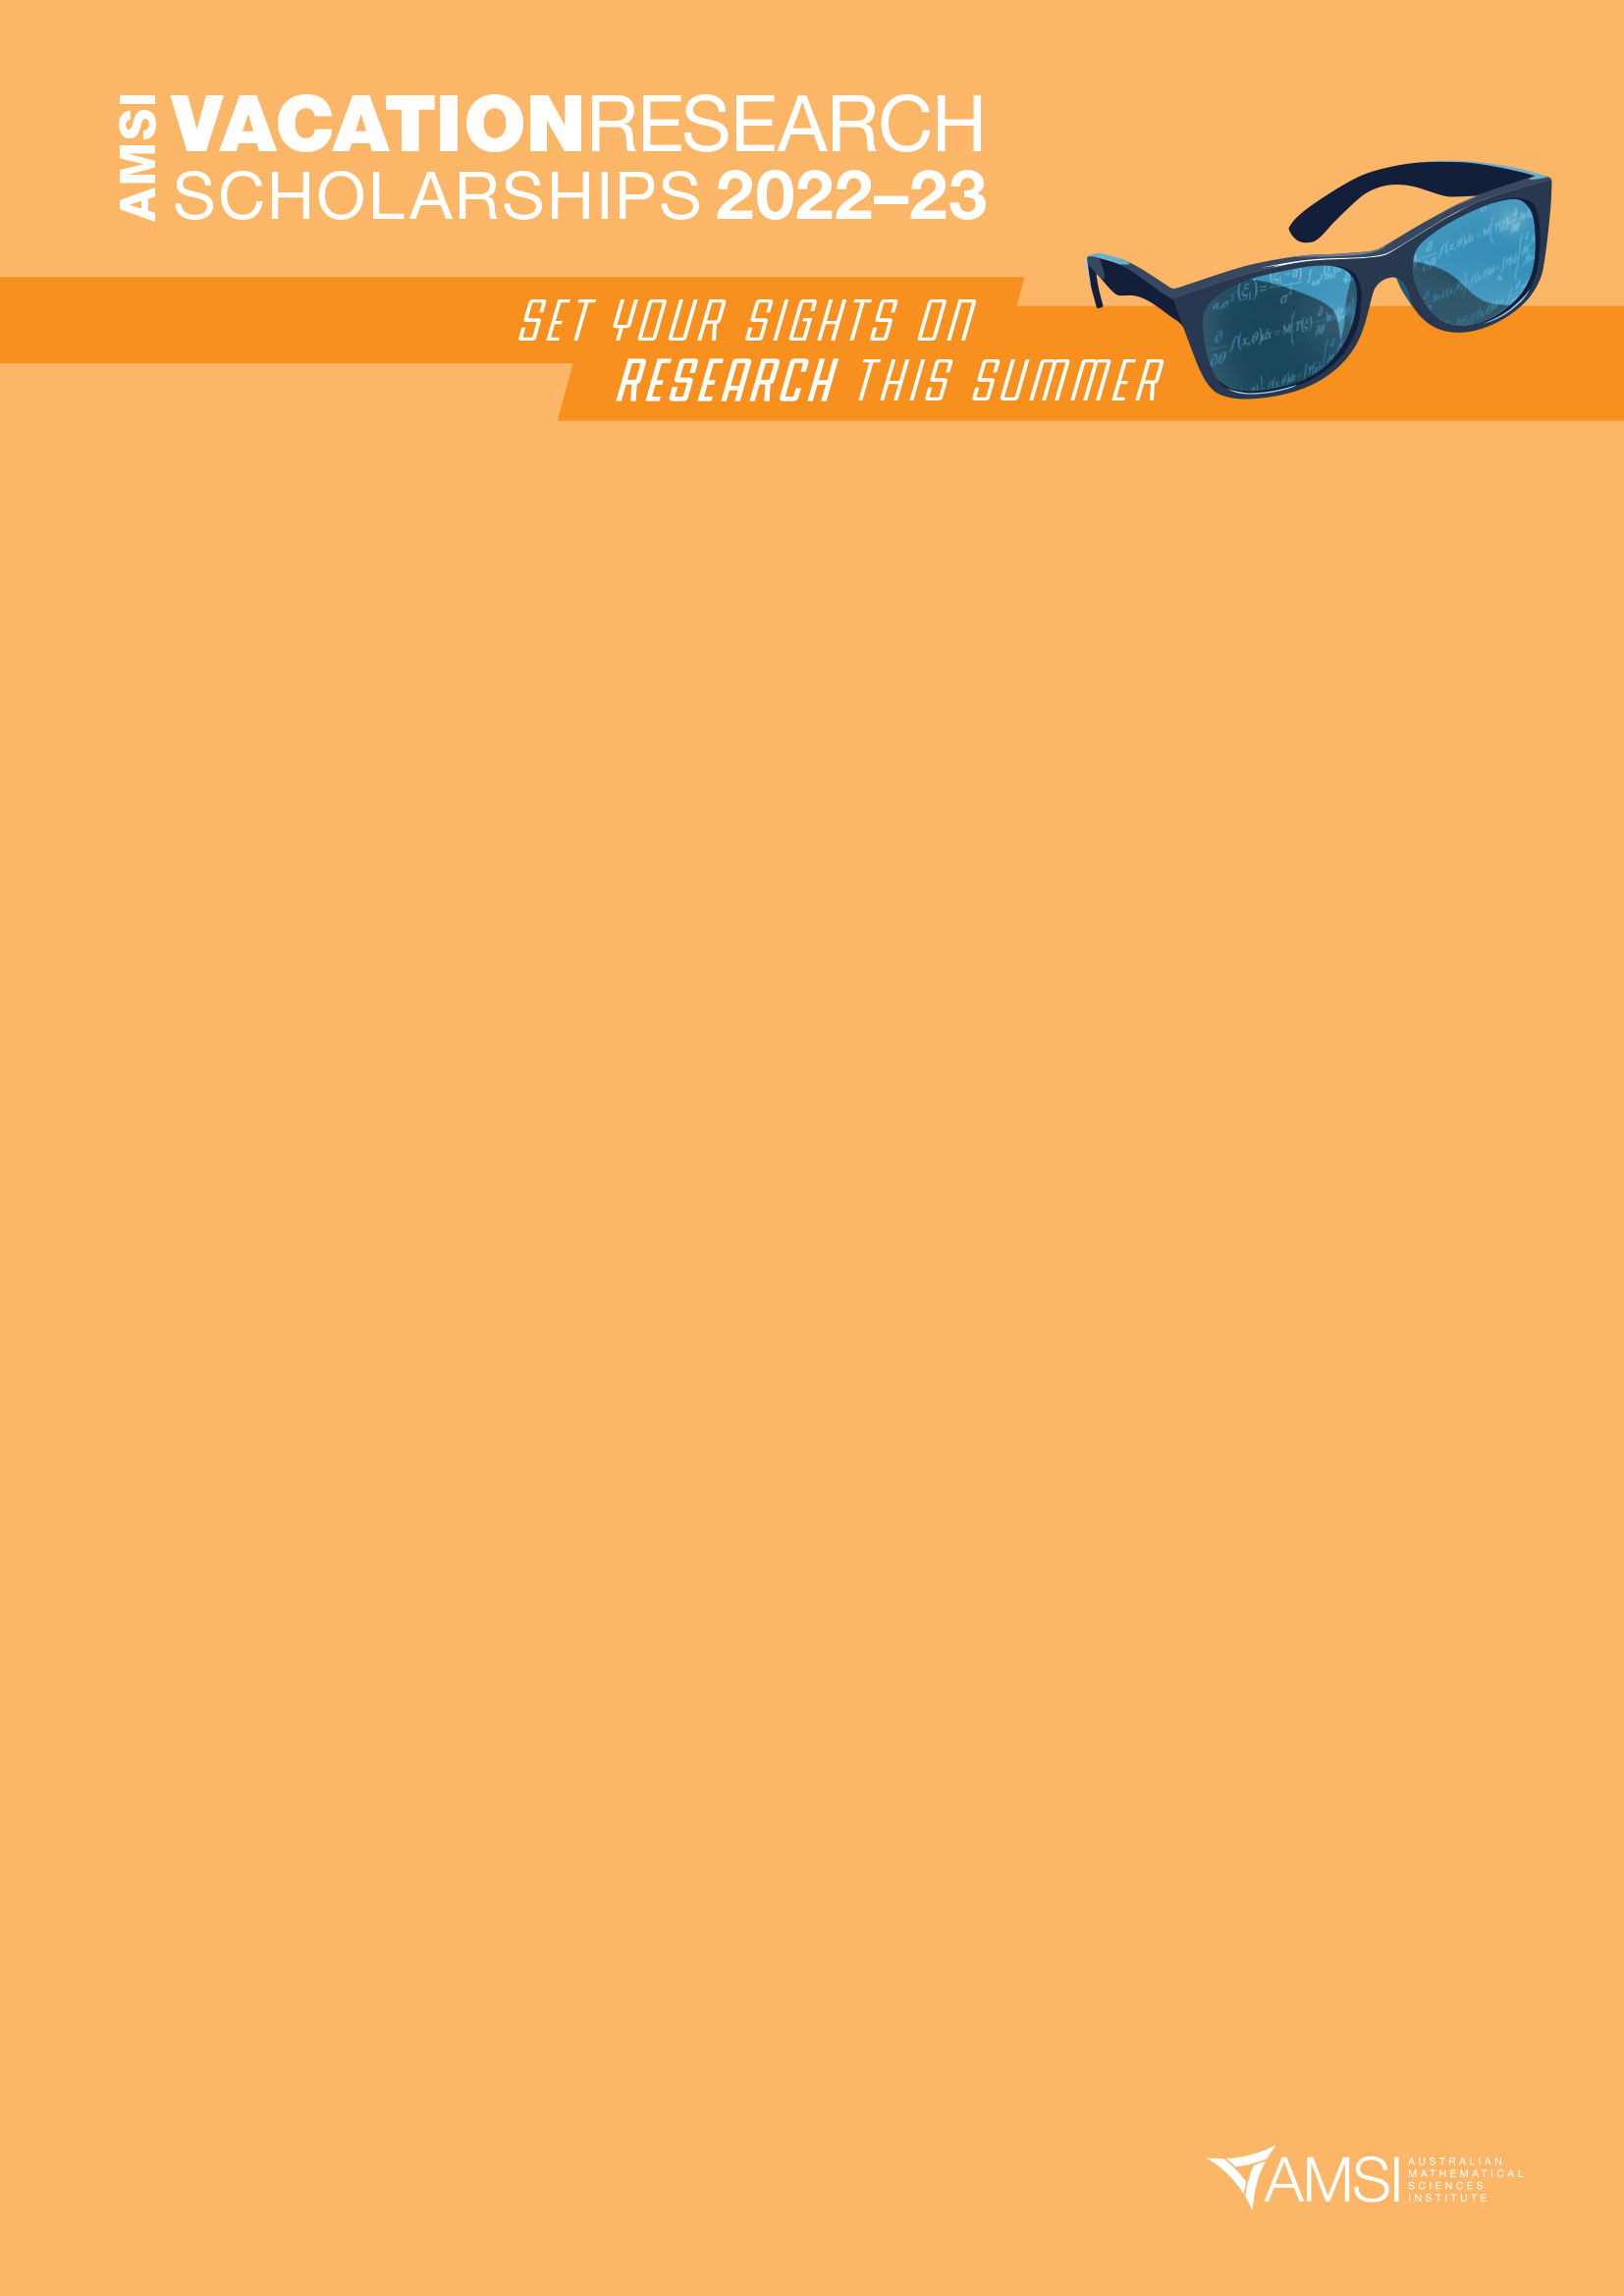 AMSI
VACATIONRESEARCH
SCHOLARSHIPS 2022–23
SET YOUR SIGHTS ON
RESEARCH THIS SUMMER
AMSI
AUSTRALIAN
MATHEMATICAL
SCIENCES
INSTITUTE